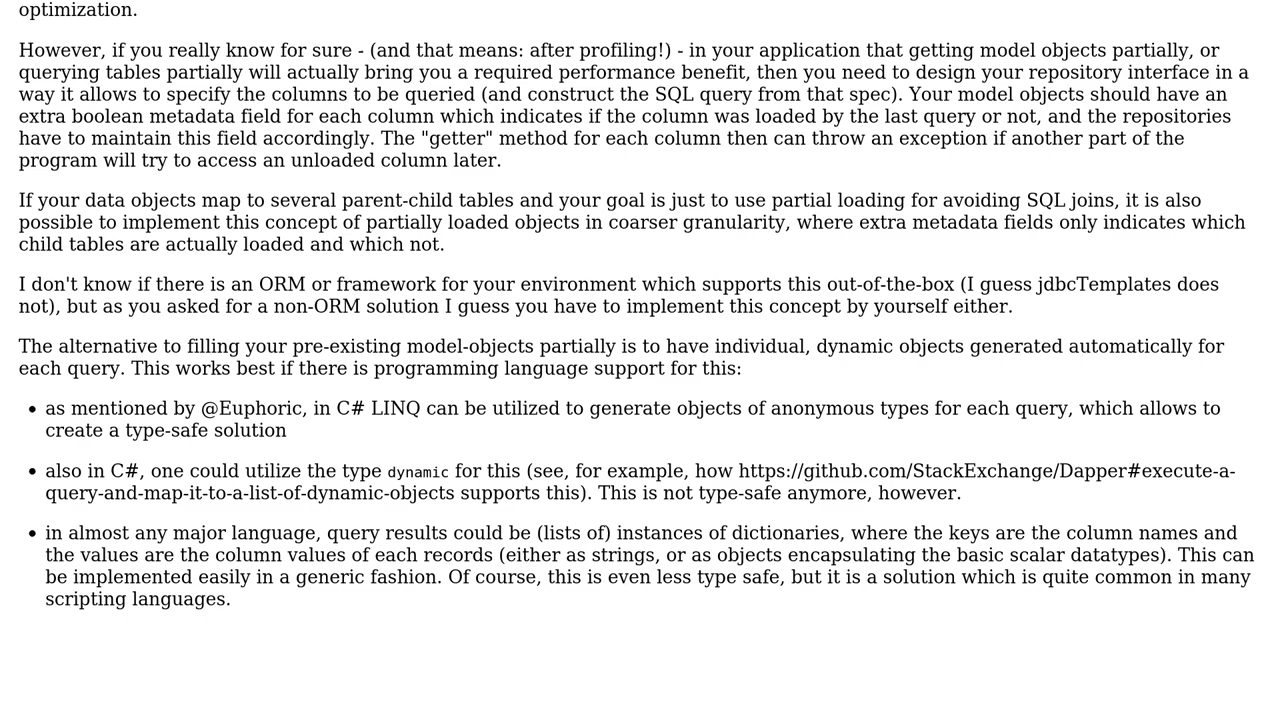 optimization.
However, if you really know for sure - (and that means: after profiling!) - in your application that getting model objects partially, or
querying tables partially will actually bring you a required performance benefit, then you need to design your repository interface in a
way it allows to specify the columns to be queried (and construct the SQL query from that spec). Your model objects should have an
extra boolean metadata field for each column which indicates if the column was loaded by the last query or not, and the repositories
have to maintain this field accordingly. The "getter" method for each column then can throw an exception if another part of the
program will try to access an unloaded column later.
If your data objects map to several parent-child tables and your goal is just to use partial loading for avoiding SQL joins, it is also
possible to implement this concept of partially loaded objects in coarser granularity, where extra metadata fields only indicates which
child tables are actually loaded and which not.
I don't know if there is an ORM or framework for your environment which supports this out-of-the-box (I guess jdbcTemplates does
not), but as you asked for a non-ORM solution I guess you have to implement this concept by yourself either.
The alternative to filling your pre-existing model-objects partially is to have individual, dynamic objects generated automatically for
each query. This works best if there is programming language support for this:
• as mentioned by @Euphoric, in C# LINQ can be utilized to generate objects of anonymous types for each query, which allows to
create a type-safe solution
• also in C#, one could utilize the type dynamic for this (see, for example, how https://github.com/StackExchange/Dapper#execute-a-
query-and-map-it-to-a-list-of-dynamic-objects supports this). This is not type-safe anymore, however.
• in almost any major language, query results could be (lists of) instances of dictionaries, where the keys are the column names and
the values are the column values of each records (either as strings, or as objects encapsulating the basic scalar datatypes). This can
be implemented easily in a generic fashion. Of course, this is even less type safe, but it is a solution which is quite common in many
scripting languages.